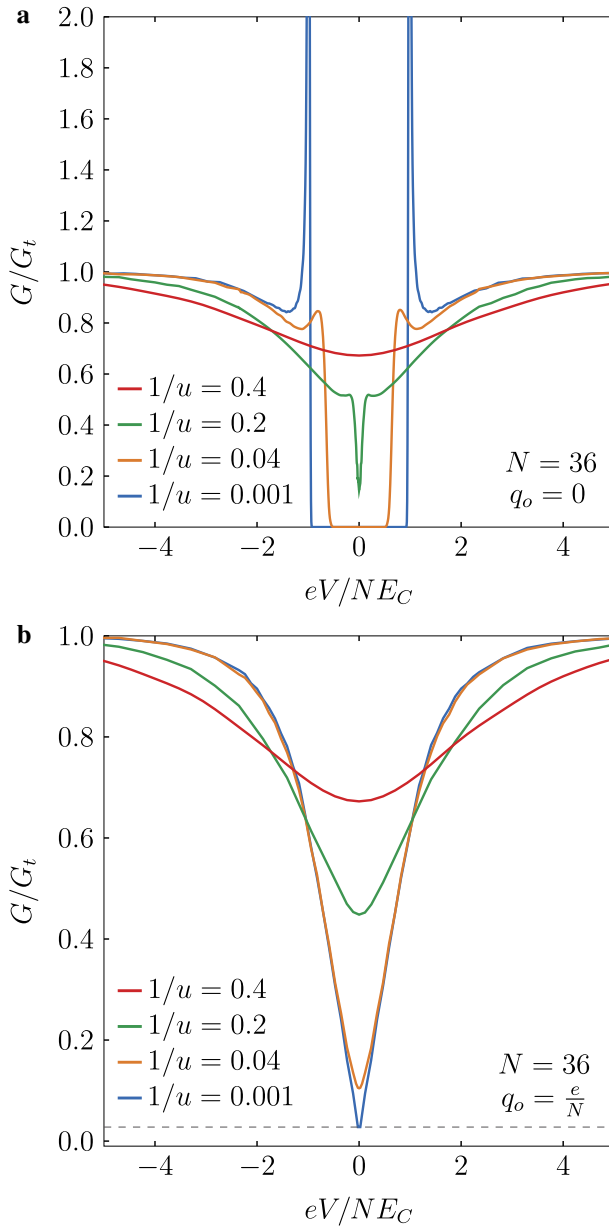 a
2.0
1.8
1.6
1.4
1.2
1.0
0.8
0.6
0.4
0.2
0.0
G/G_t
1/u = 0.4
1/u = 0.2
1/u = 0.04
1/u = 0.001
N = 36
q_o = 0
−4 −2 0 2 4
eV/NE_C
b
1.0
0.8
0.6
0.4
0.2
0.0
G/G_t
1/u = 0.4
1/u = 0.2
1/u = 0.04
1/u = 0.001
N = 36
q_o = e/N
−4 −2 0 2 4
eV/NE_C